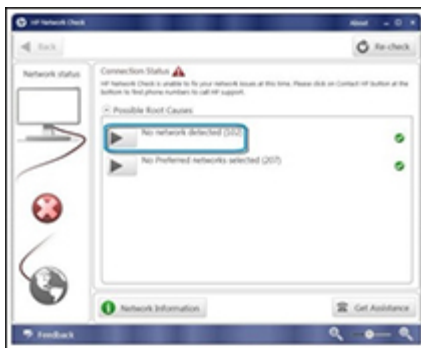 HP Network Check
About
Back
Re-check
Network status
Connection Status
HP Network Check is unable to fix your network issues at this time. Please click on Contact HP button at the
bottom to find phone numbers to call HP support.
Possible Root Causes
No network detected (102)
No Preferred networks selected (207)
Network Information
Get Assistance
Feedback